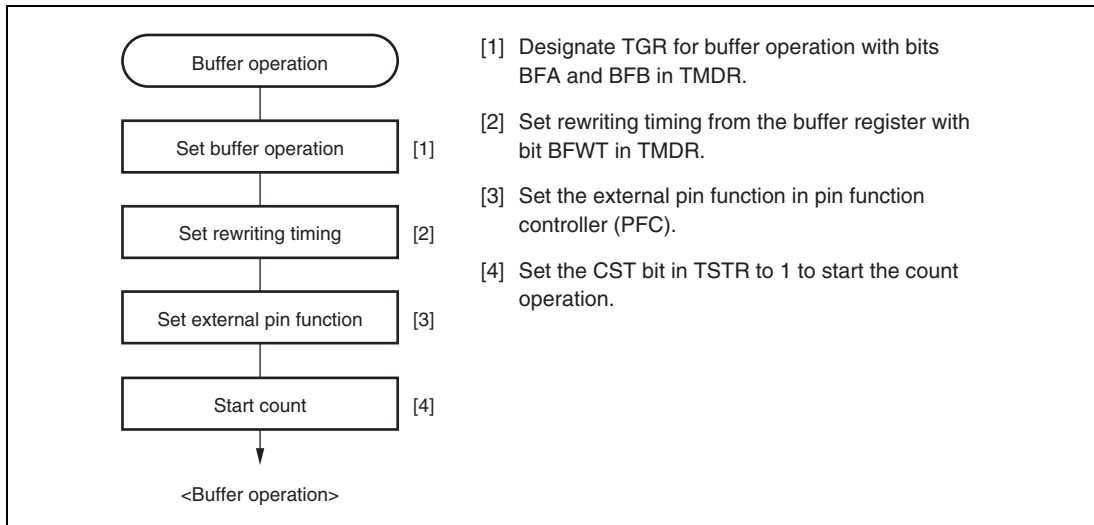 Buffer operation
Set buffer operation [1]
Set rewriting timing [2]
Set external pin function [3]
Start count [4]
<Buffer operation>
[1] Designate TGR for buffer operation with bits
BFA and BFB in TMDR.
[2] Set rewriting timing from the buffer register with
bit BFWT in TMDR.
[3] Set the external pin function in pin function
controller (PFC).
[4] Set the CST bit in TSTR to 1 to start the count
operation.